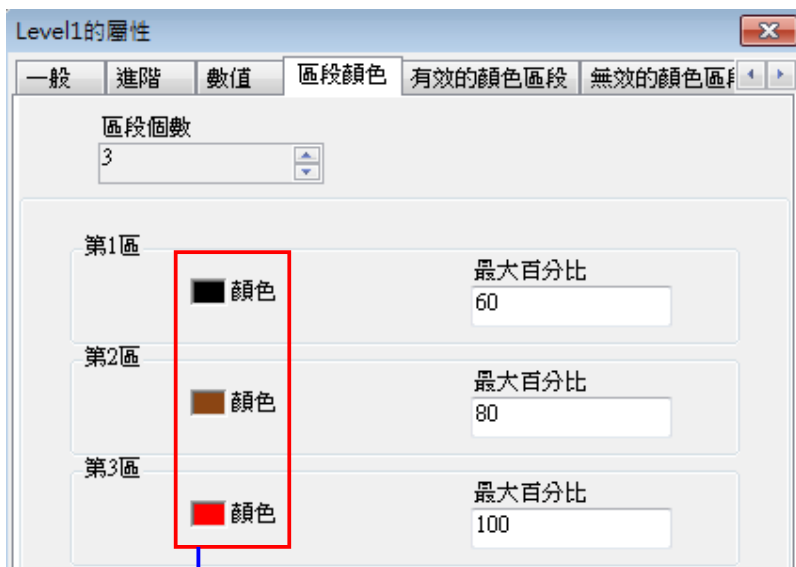 Level1的屬性
一般 進階 數值 區段顏色 有效的顏色區段 無效的顏色區
區段個數
3
第1區
顏色
最大百分比
60
第2區
顏色
最大百分比
80
第3區
顏色
最大百分比
100